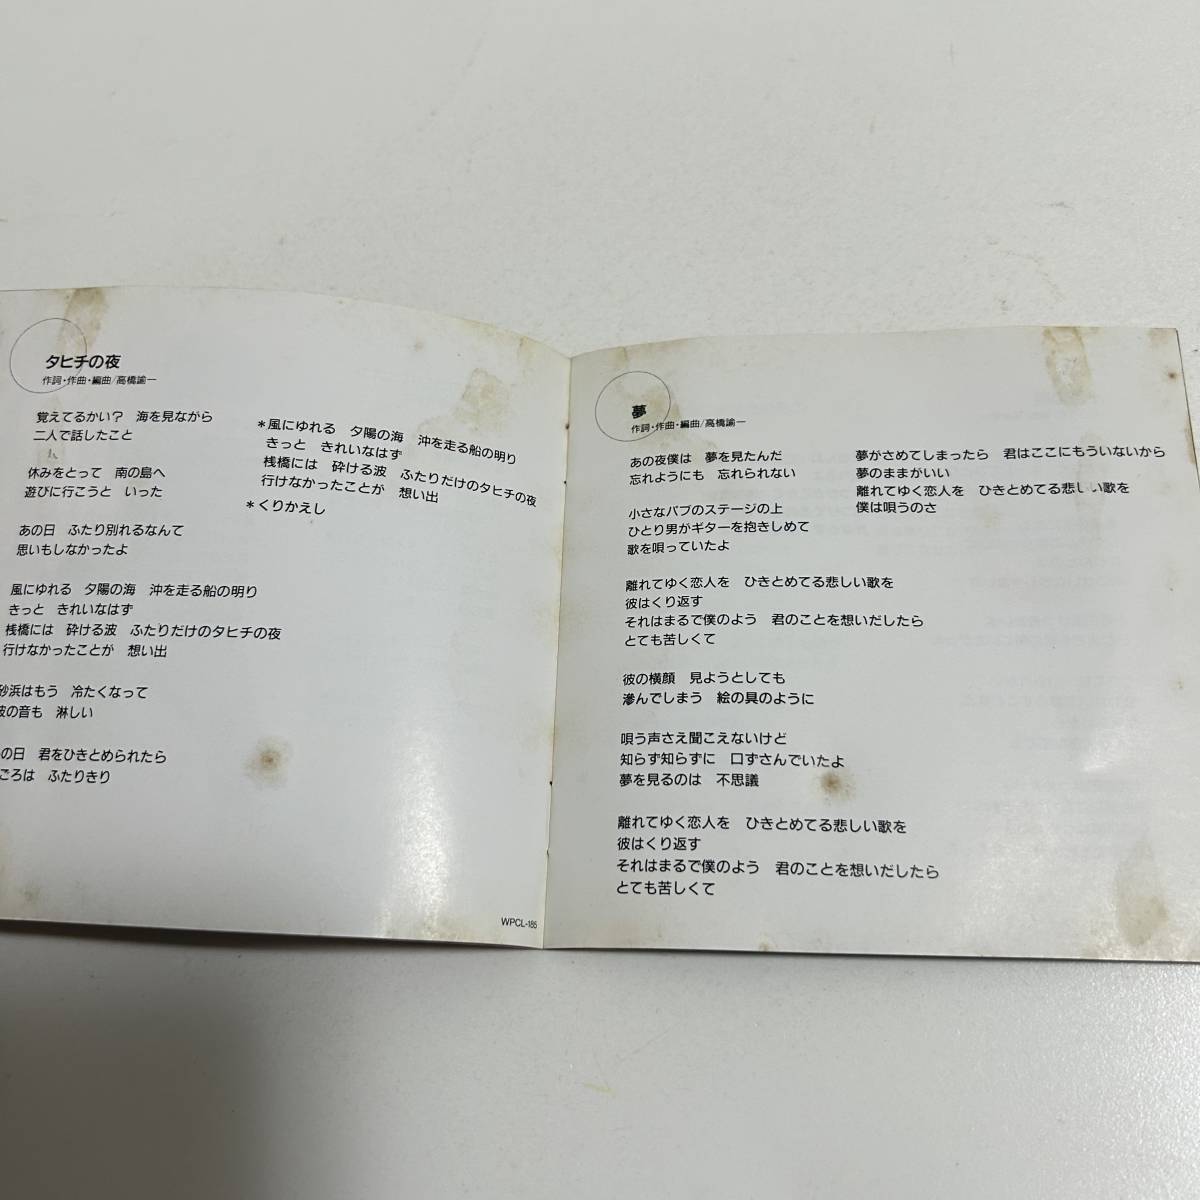 タヒチの夜
作詞・作曲・編曲/高橋諭一
覚えてるかい？　海を見ながら
二人で話したこと
休みをとって　南の島へ
遊びに行こうと　いった
あの日　ふたり別れるなんて
思いもしなかったよ
風にゆれる　夕陽の海　沖を走る船の明り
きっと　きれいなはず
桟橋には　砕ける波　ふたりだけのタヒチの夜
行けなかったことが　想い出
砂浜はもう　冷たくなって
波の音も　淋しい
の日　君をひきとめられたら
ごろは　ふたりきり
＊風にゆれる　夕陽の海　沖を走る船の明り
きっと　きれいなはず
桟橋には　砕ける波　ふたりだけのタヒチの夜
行けなかったことが　想い出
＊くりかえし
WPCL-185
夢
作詞・作曲・編曲/高橋諭一
あの夜僕は　夢を見たんだ
忘れようにも　忘れられない
小さなパブのステージの上
ひとり男がギターを抱きしめて
歌を唄っていたよ
離れてゆく恋人を　ひきとめてる悲しい歌を
彼はくり返す
それはまるで僕のよう　君のことを想いだしたら
とても苦しくて
彼の横顔　見ようとしても
滲んでしまう　絵の具のように
唄う声さえ聞こえないけど
知らず知らずに　口ずさんでいたよ
夢を見るのは　不思議
離れてゆく恋人を　ひきとめてる悲しい歌を
彼はくり返す
それはまるで僕のよう　君のことを想いだしたら
とても苦しくて
夢がさめてしまったら　君はここにもういないから
夢のままがいい
離れてゆく恋人を　ひきとめてる悲しい歌を
僕は唄うのさ